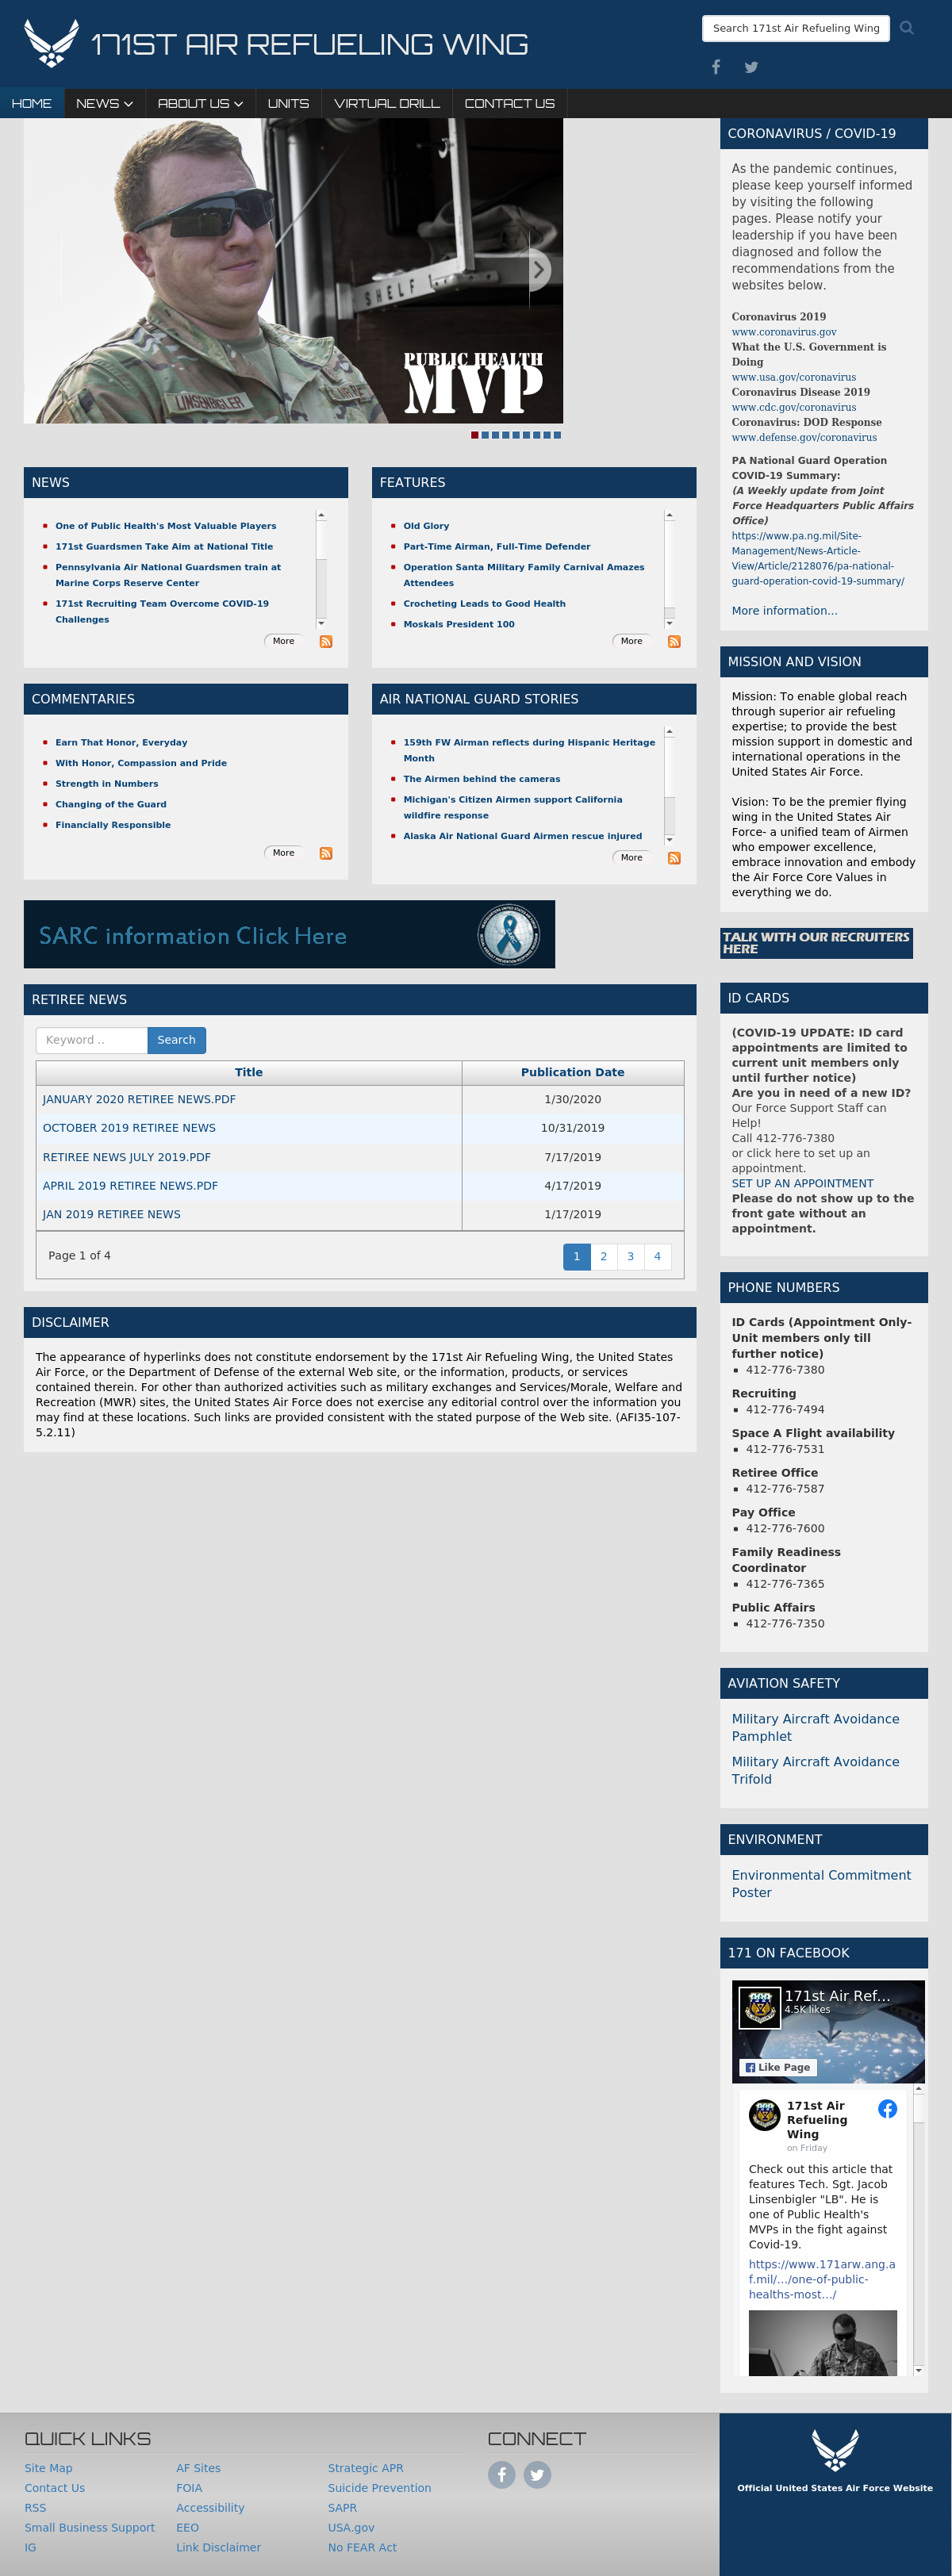 171ST AIR REFUELING WING
Search 171st Air Refueling Wing
HOME
NEWS
ABOUT US
UNITS
VIRTUAL DRILL
CONTACT US
SHELF
LINSENBIGLER
PUBLIC HEALTH
MVP
NEWS
One of Public Health's Most Valuable Players
171st Guardsmen Take Aim at National Title
Pennsylvania Air National Guardsmen train at
Marine Corps Reserve Center
171st Recruiting Team Overcome COVID-19
Challenges
More
FEATURES
Old Glory
Part-Time Airman, Full-Time Defender
Operation Santa Military Family Carnival Amazes
Attendees
Crocheting Leads to Good Health
Moskals President 100
More
COMMENTARIES
Earn That Honor, Everyday
With Honor, Compassion and Pride
Strength in Numbers
Changing of the Guard
Financially Responsible
More
AIR NATIONAL GUARD STORIES
159th FW Airman reflects during Hispanic Heritage
Month
The Airmen behind the cameras
Michigan's Citizen Airmen support California
wildfire response
Alaska Air National Guard Airmen rescue injured
More
SARC information Click Here
RETIREE NEWS
Keyword ..
Search
Title
Publication Date
JANUARY 2020 RETIREE NEWS.PDF
1/30/2020
OCTOBER 2019 RETIREE NEWS
10/31/2019
RETIREE NEWS JULY 2019.PDF
7/17/2019
APRIL 2019 RETIREE NEWS.PDF
4/17/2019
JAN 2019 RETIREE NEWS
1/17/2019
Page 1 of 4
1
2
3
4
DISCLAIMER
The appearance of hyperlinks does not constitute endorsement by the 171st Air Refueling Wing, the United States
Air Force, or the Department of Defense of the external Web site, or the information, products, or services
contained therein. For other than authorized activities such as military exchanges and Services/Morale, Welfare and
Recreation (MWR) sites, the United States Air Force does not exercise any editorial control over the information you
may find at these locations. Such links are provided consistent with the stated purpose of the Web site. (AFI35-107-
5.2.11)
CORONAVIRUS / COVID-19
As the pandemic continues,
please keep yourself informed
by visiting the following
pages. Please notify your
leadership if you have been
diagnosed and follow the
recommendations from the
websites below.
Coronavirus 2019
www.coronavirus.gov
What the U.S. Government is
Doing
www.usa.gov/coronavirus
Coronavirus Disease 2019
www.cdc.gov/coronavirus
Coronavirus: DOD Response
www.defense.gov/coronavirus
PA National Guard Operation
COVID-19 Summary:
(A Weekly update from Joint
Force Headquarters Public Affairs
Office)
https://www.pa.ng.mil/Site-
Management/News-Article-
View/Article/2128076/pa-national-
guard-operation-covid-19-summary/
More information...
MISSION AND VISION
Mission: To enable global reach
through superior air refueling
expertise; to provide the best
mission support in domestic and
international operations in the
United States Air Force.
Vision: To be the premier flying
wing in the United States Air
Force- a unified team of Airmen
who empower excellence,
embrace innovation and embody
the Air Force Core Values in
everything we do.
TALK WITH OUR RECRUITERS
HERE
ID CARDS
(COVID-19 UPDATE: ID card
appointments are limited to
current unit members only
until further notice)
Are you in need of a new ID?
Our Force Support Staff can
Help!
Call 412-776-7380
or click here to set up an
appointment.
SET UP AN APPOINTMENT
Please do not show up to the
front gate without an
appointment.
PHONE NUMBERS
ID Cards (Appointment Only-
Unit members only till
further notice)
412-776-7380
Recruiting
412-776-7494
Space A Flight availability
412-776-7531
Retiree Office
412-776-7587
Pay Office
412-776-7600
Family Readiness
Coordinator
412-776-7365
Public Affairs
412-776-7350
AVIATION SAFETY
Military Aircraft Avoidance
Pamphlet
Military Aircraft Avoidance
Trifold
ENVIRONMENT
Environmental Commitment
Poster
171 ON FACEBOOK
171st Air Ref...
4.5K likes
Like Page
171st Air
Refueling
Wing
on Friday
Check out this article that
features Tech. Sgt. Jacob
Linsenbigler "LB". He is
one of Public Health's
MVPs in the fight against
Covid-19.
https://www.171arw.ang.a
f.mil/.../one-of-public-
healths-most.../
QUICK LINKS
Site Map
Contact Us
RSS
Small Business Support
IG
AF Sites
FOIA
Accessibility
EEO
Link Disclaimer
Strategic APR
Suicide Prevention
SAPR
USA.gov
No FEAR Act
CONNECT
Official United States Air Force Website